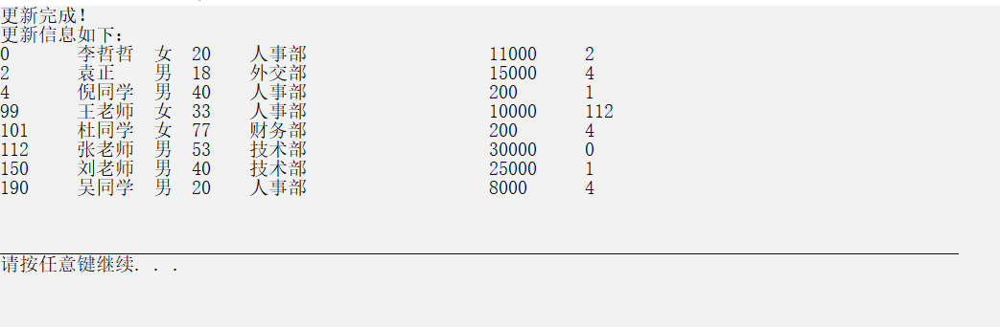 更新完成!
更新信息如下:
0 李哲哲 女 20 人事部 11000 2
2 袁正 男 18 外交部 15000 4
4 倪同学 男 40 人事部 200 1
99 王老师 女 33 人事部 10000 112
101 杜同学 女 77 财务部 200 4
112 张老师 男 53 技术部 30000 0
150 刘老师 男 40 技术部 25000 1
190 吴同学 男 20 人事部 8000 4
请按任意键继续. . .